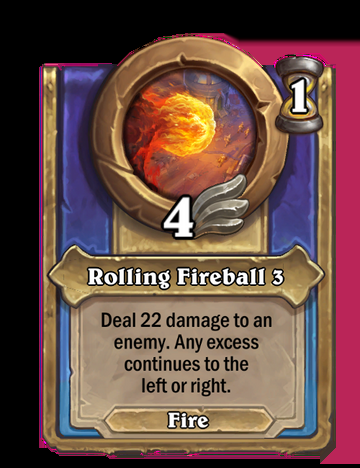 1
4
Rolling Fireball 3
Deal 22 damage to an
enemy. Any excess
continues to the
left or right.
Fire